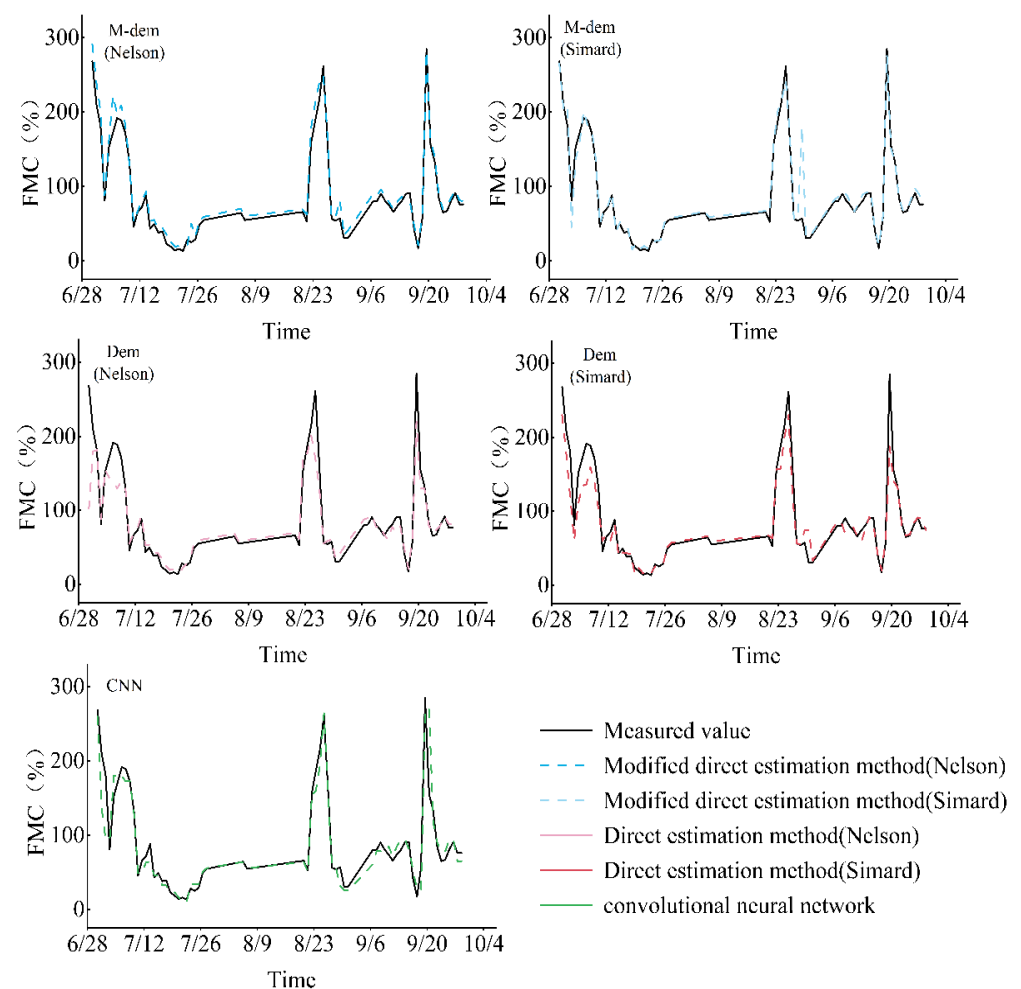 M-dem
(Nelson)
300
200
100
0
FMC (%)
6/28 7/12 7/26 8/9 8/23 9/6 9/20 10/4
Time
M-dem
(Simard)
300
200
100
0
FMC (%)
6/28 7/12 7/26 8/9 8/23 9/6 9/20 10/4
Time
Dem
(Nelson)
300
200
100
0
FMC (%)
6/28 7/12 7/26 8/9 8/23 9/6 9/20 10/4
Time
Dem
(Simard)
300
200
100
0
FMC (%)
6/28 7/12 7/26 8/9 8/23 9/6 9/20 10/4
Time
CNN
300
200
100
0
FMC (%)
6/28 7/12 7/26 8/9 8/23 9/6 9/20 10/4
Time
Measured value
Modified direct estimation method(Nelson)
Modified direct estimation method(Simard)
Direct estimation method(Nelson)
Direct estimation method(Simard)
convolutional neural network